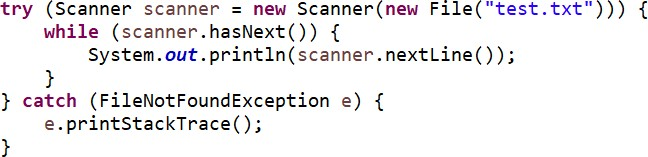 try (Scanner scanner = new Scanner(new File("test.txt"))) {
    while (scanner.hasNext()) {
        System.out.println(scanner.nextLine());
    }
} catch (FileNotFoundException e) {
    e.printStackTrace();
}